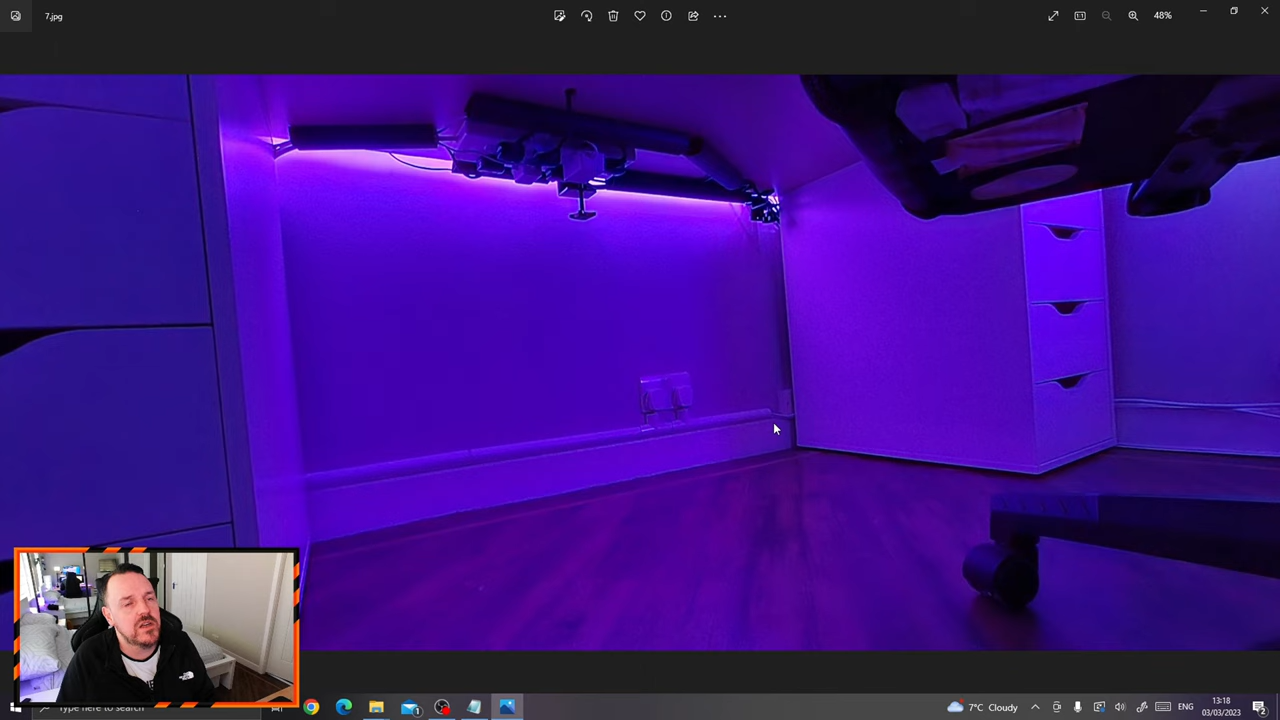 7.jpg
48%
Type here to search
7°C Cloudy
ENG
13:18
03/03/2023